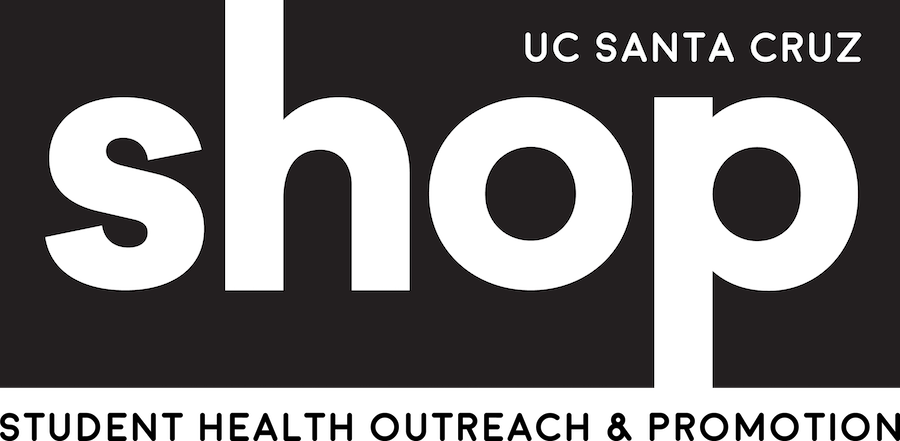 UC SANTA CRUZ
shop
STUDENT HEALTH OUTREACH & PROMOTION